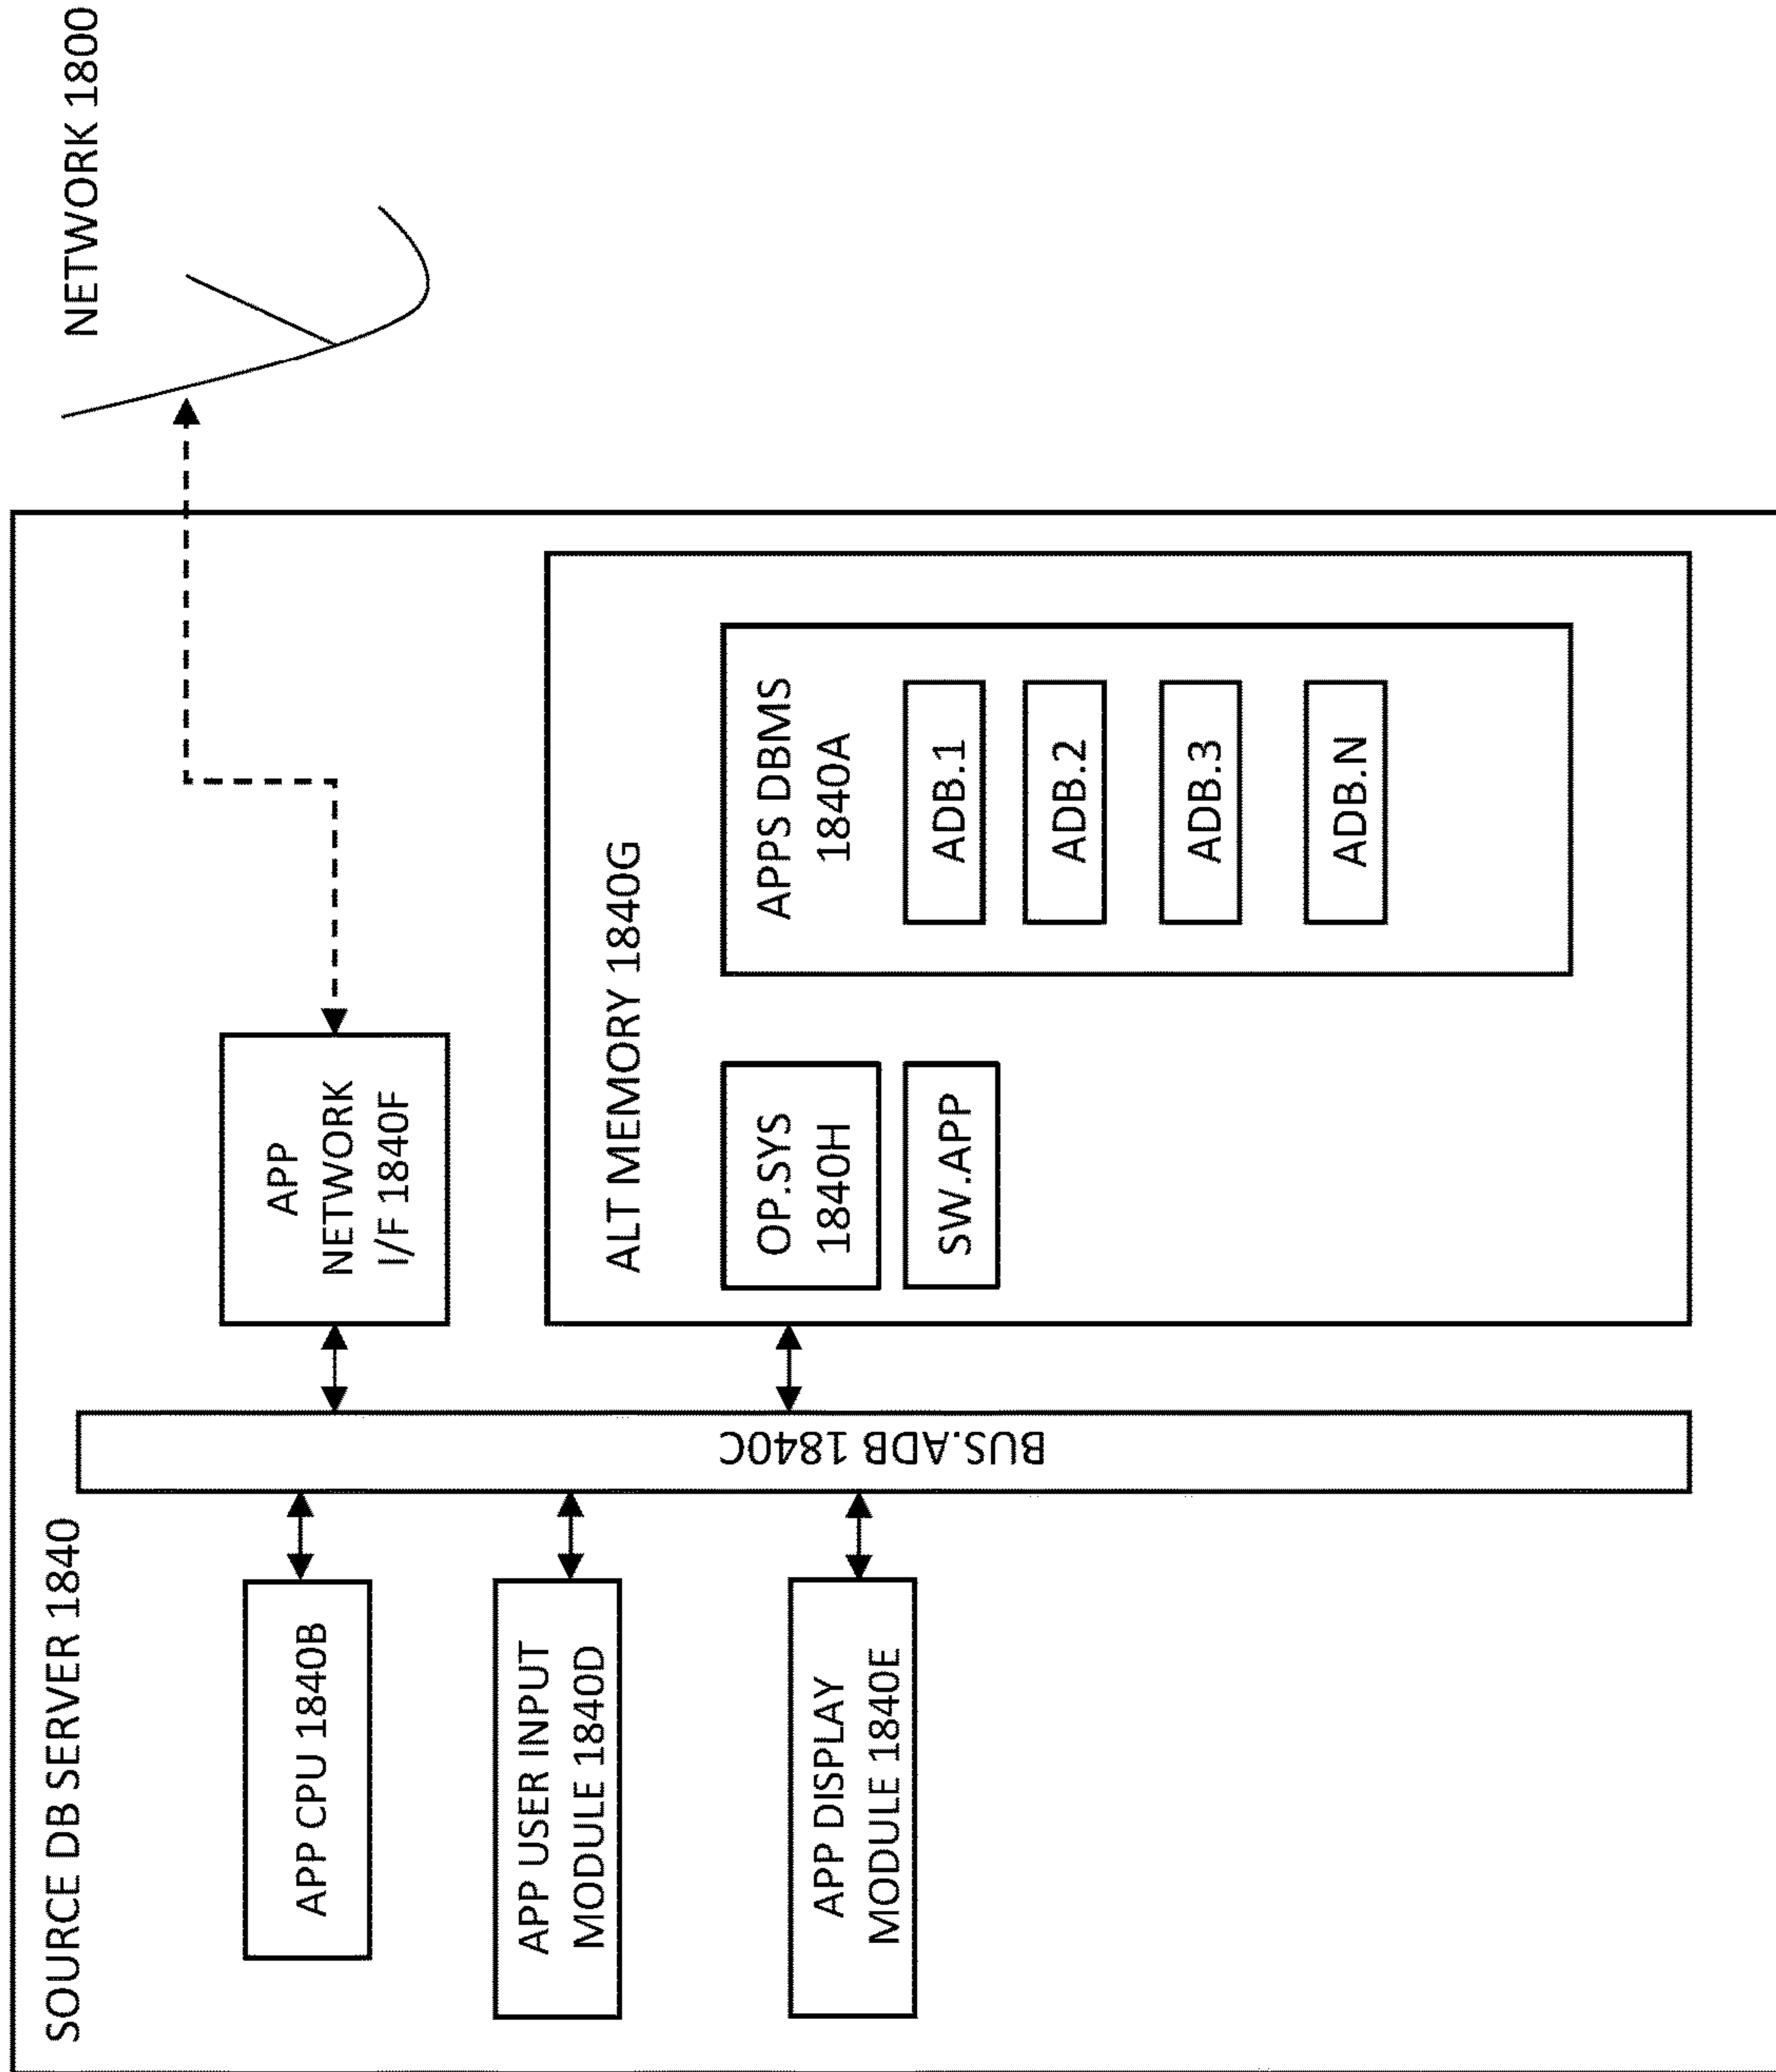 SOURCE DB SERVER 1840
NETWORK 1800
APP CPU 1840B
APP USER INPUT
MODULE 1840D
APP DISPLAY
MODULE 1840E
BUS.ADB 1840C
APP
NETWORK
I/F 1840F
ALT MEMORY 1840G
OP.SYS
1840H
SW.APP
APPS DBMS
1840A
ADB.1
ADB.2
ADB.3
ADB.N